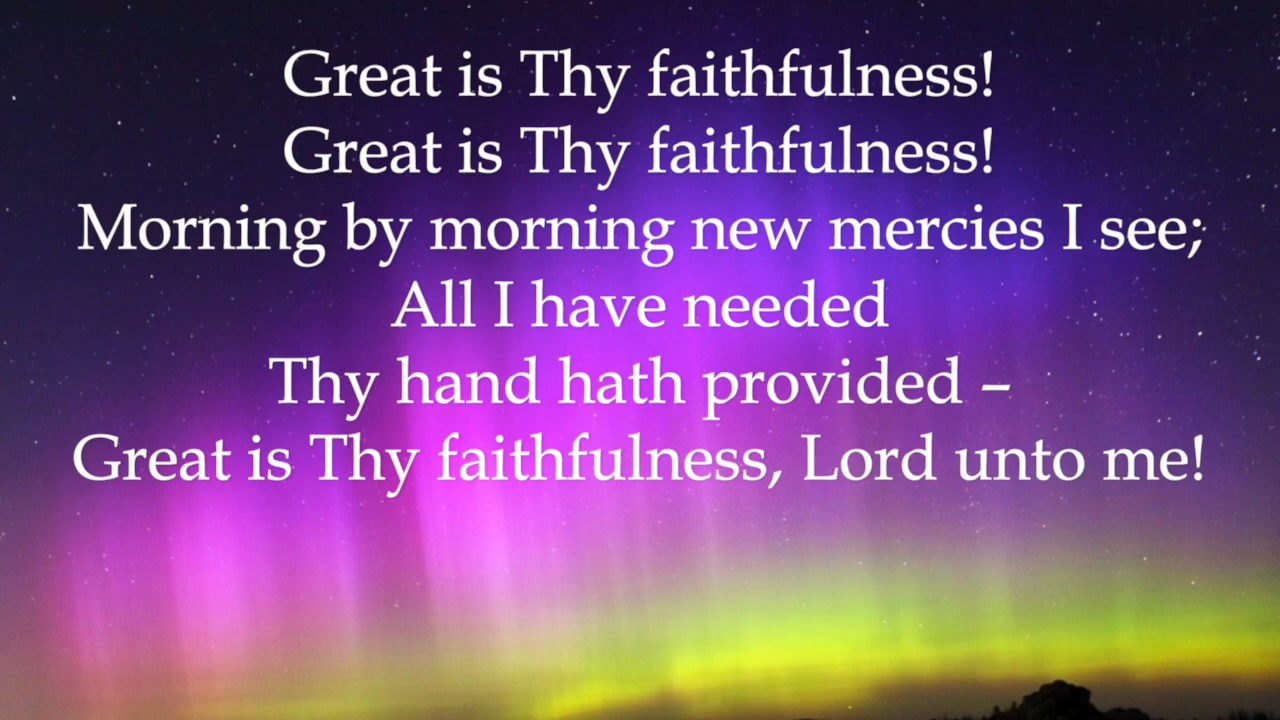 Great is Thy faithfulness!
Great is Thy faithfulness!
Morning by morning new mercies I see;
All I have needed
Thy hand hath provided –
Great is Thy faithfulness, Lord unto me!